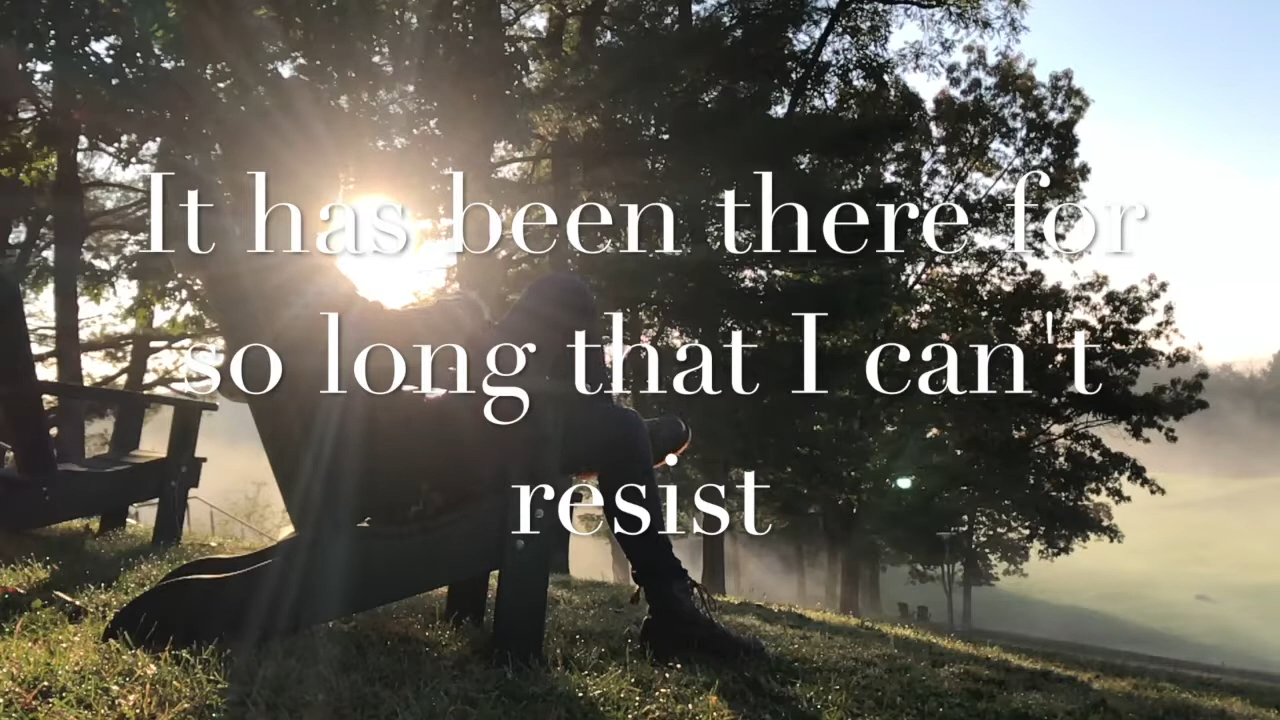 It has been there for
so long that I can't
resist